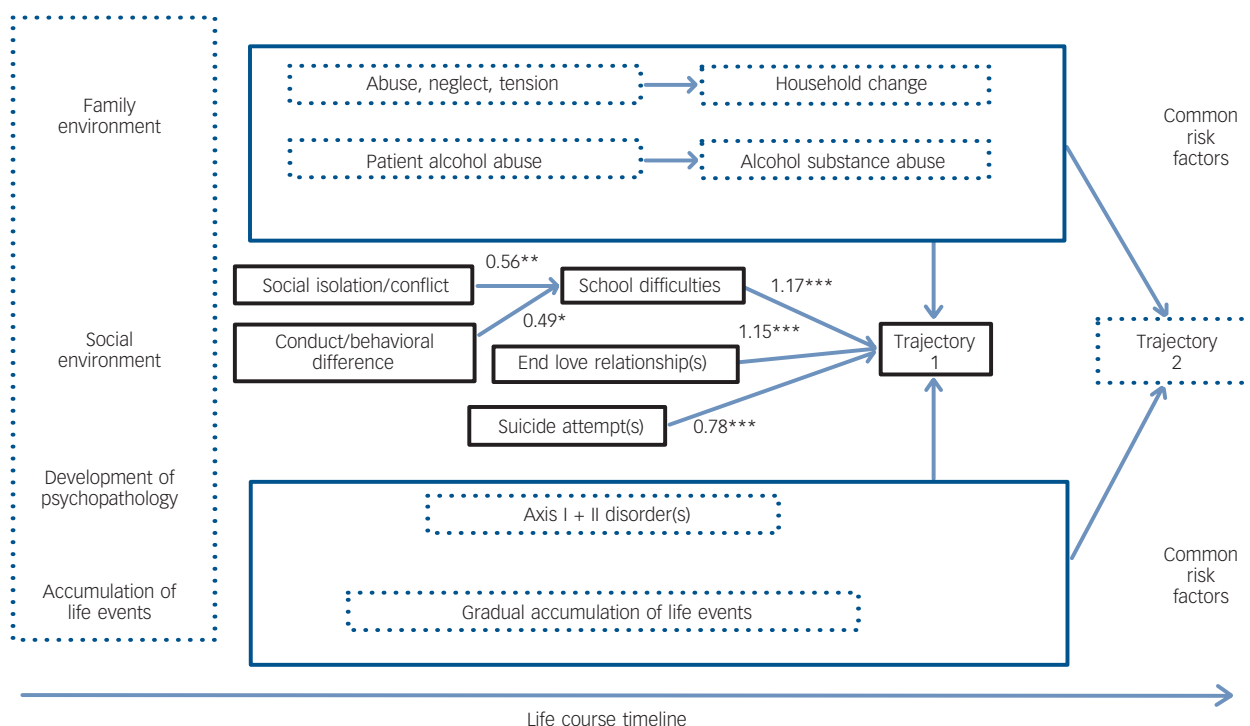 Family
environment
Social
environment
Development of
psychopathology
Accumulation of
life events
Abuse, neglect, tension
Household change
Patient alcohol abuse
Alcohol substance abuse
Common
risk
factors
Social isolation/conflict
0.56**
School difficulties
1.17***
Conduct/behavioral
difference
0.49*
1.15***
End love relationship(s)
Suicide attempt(s)
0.78***
Trajectory
1
Trajectory
2
Axis I + II disorder(s)
Gradual accumulation of life events
Common
risk
factors
Life course timeline